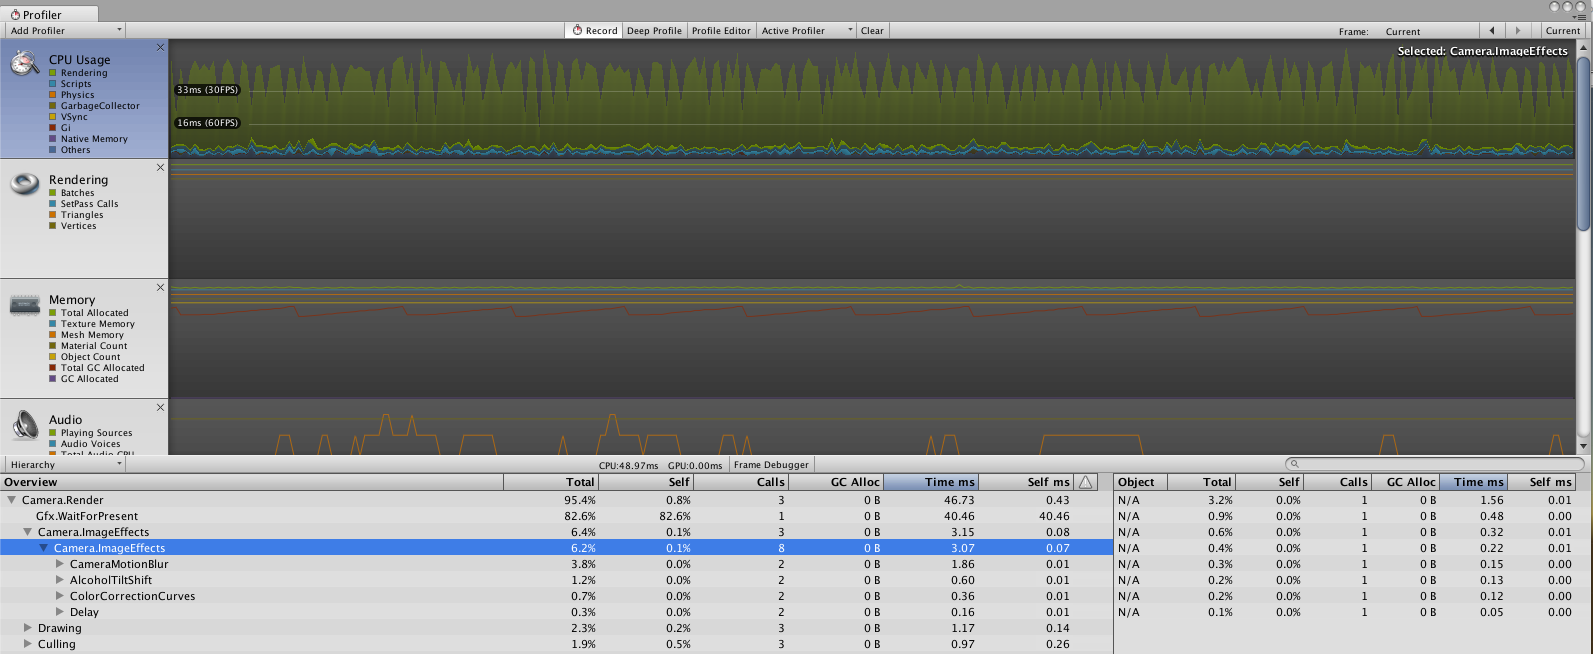 Profiler
Add Profiler Record Deep Profile Profile Editor Active Profiler Clear Frame: Current Current
CPU Usage
Rendering
Scripts
Physics
GarbageCollector
VSync
Gi
Native Memory
Others
Selected: Camera.ImageEffects
33ms (30FPS)
16ms (60FPS)
Rendering
Batches
SetPass Calls
Triangles
Vertices
Memory
Total Allocated
Texture Memory
Mesh Memory
Material Count
Object Count
Total GC Allocated
GC Allocated
Audio
Playing Sources
Audio Voices
Total Audio CPU
Hierarchy CPU:48.97ms GPU:0.00ms Frame Debugger
Overview Total Self Calls GC Alloc Time ms Self ms
Camera.Render 95.4% 0.8% 3 0 B 46.73 0.43
Gfx.WaitForPresent 82.6% 82.6% 1 0 B 40.46 40.46
Camera.ImageEffects 6.4% 0.1% 3 0 B 3.15 0.08
Camera.ImageEffects 6.2% 0.1% 8 0 B 3.07 0.07
CameraMotionBlur 3.8% 0.0% 2 0 B 1.86 0.01
AlcoholTiltShift 1.2% 0.0% 2 0 B 0.60 0.01
ColorCorrectionCurves 0.7% 0.0% 2 0 B 0.36 0.01
Delay 0.3% 0.0% 2 0 B 0.16 0.01
Drawing 2.3% 0.2% 3 0 B 1.17 0.14
Culling 1.9% 0.5% 3 0 B 0.97 0.26
Object Total Self Calls GC Alloc Time ms Self ms
N/A 3.2% 0.0% 1 0 B 1.56 0.01
N/A 0.9% 0.0% 1 0 B 0.48 0.00
N/A 0.6% 0.0% 1 0 B 0.32 0.01
N/A 0.4% 0.0% 1 0 B 0.22 0.01
N/A 0.3% 0.0% 1 0 B 0.15 0.00
N/A 0.2% 0.0% 1 0 B 0.13 0.00
N/A 0.2% 0.0% 1 0 B 0.12 0.00
N/A 0.1% 0.0% 1 0 B 0.05 0.00